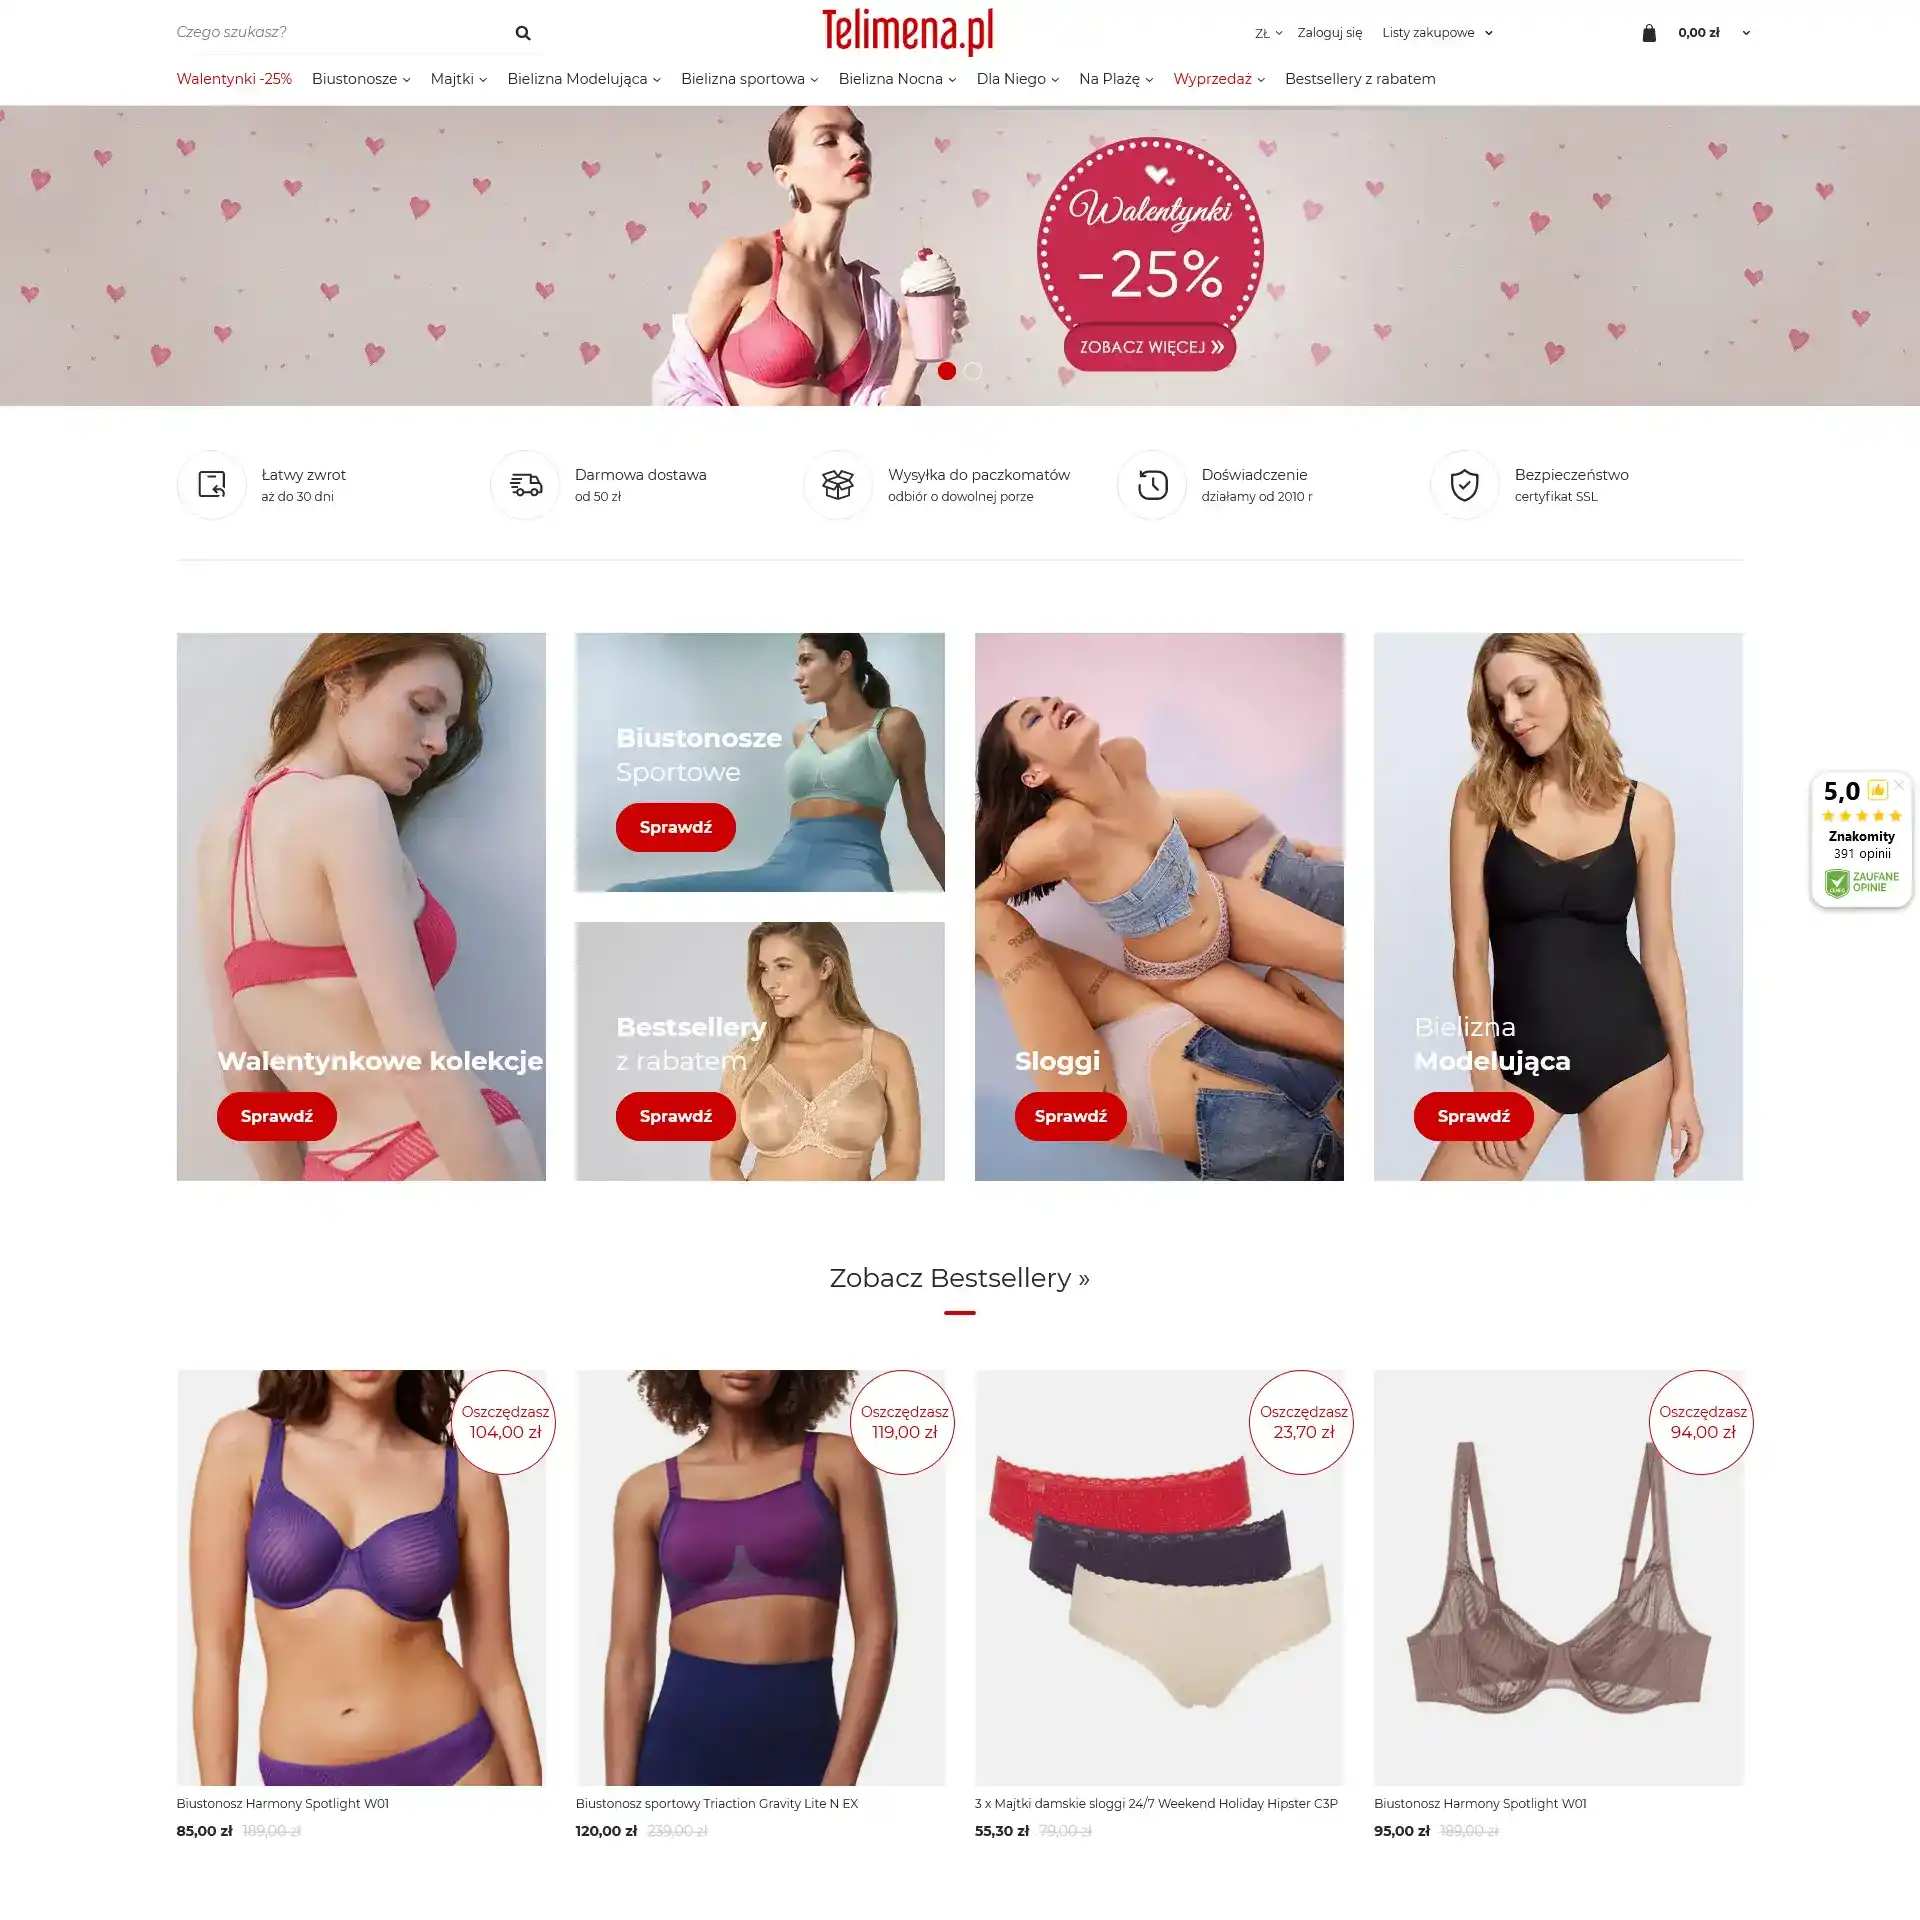 Czego szukasz?
Telimena.pl
ZŁ
Zaloguj się
Listy zakupowe
0,00 zł
Walentynki -25%
Biustonosze
Majtki
Bielizna Modelująca
Bielizna sportowa
Bielizna Nocna
Dla Niego
Na Plażę
Wyprzedaż
Bestsellery z rabatem
Walentynki
-25%
ZOBACZ WIĘCEJ »
Łatwy zwrot
aż do 30 dni
Darmowa dostawa
od 50 zł
Wysyłka do paczkomatów
odbiór o dowolnej porze
Doświadczenie
działamy od 2010 r
Bezpieczeństwo
certyfikat SSL
Walentynkowe kolekcje
Sprawdź
Biustonosze
Sportowe
Sprawdź
Bestsellery
z rabatem
Sprawdź
Sloggi
Sprawdź
Bielizna
Modelująca
Sprawdź
5,0
Znakomity
391 opinii
ZAUFANE
OPINIE
Zobacz Bestsellery »
Oszczędzasz
104,00 zł
Biustonosz Harmony Spotlight W01
85,00 zł 189,00 zł
Oszczędzasz
119,00 zł
Biustonosz sportowy Triaction Gravity Lite N EX
120,00 zł 239,00 zł
Oszczędzasz
23,70 zł
3 x Majtki damskie sloggi 24/7 Weekend Holiday Hipster C3P
55,30 zł 79,00 zł
Oszczędzasz
94,00 zł
Biustonosz Harmony Spotlight W01
95,00 zł 189,00 zł